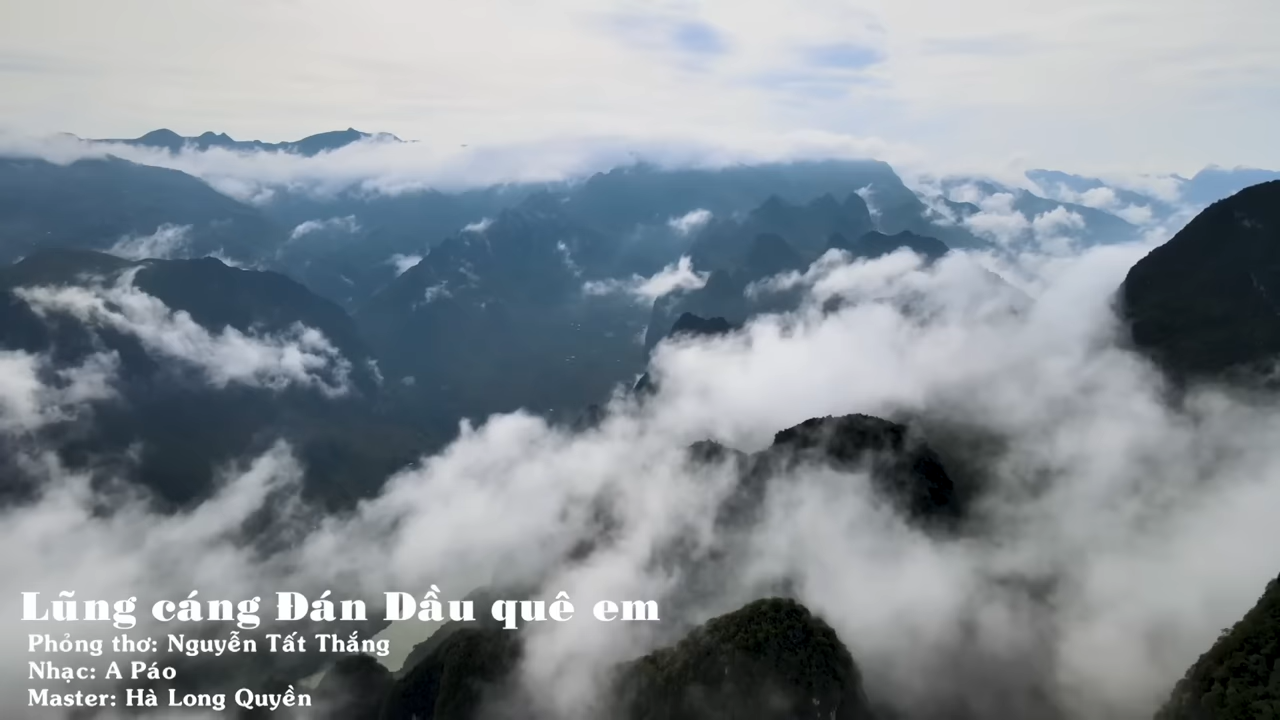 Lũng cáng Đán Dầu quê em
Phỏng thơ: Nguyễn Tất Thắng
Nhạc: A Páo
Master: Hà Long Quyền